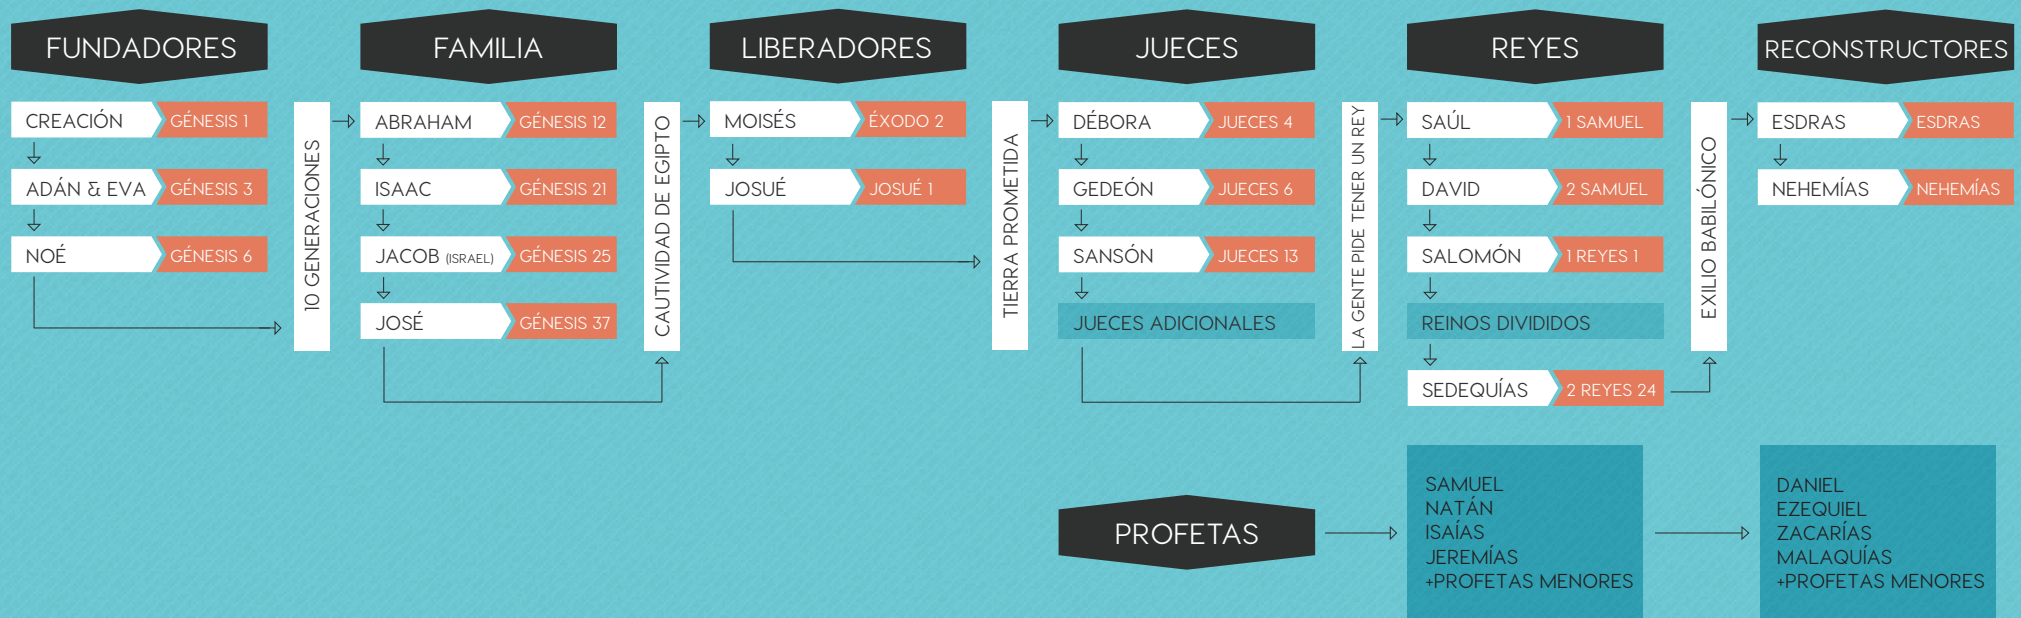 FUNDADORES
CREACIÓN
GÉNESIS 1
ADÁN & EVA
GÉNESIS 3
NOÉ
GÉNESIS 6
10 GENERACIONES
FAMILIA
ABRAHAM
GÉNESIS 12
ISAAC
GÉNESIS 21
JACOB (ISRAEL)
GÉNESIS 25
JOSÉ
GÉNESIS 37
CAUTIVIDAD DE EGIPTO
LIBERADORES
MOISÉS
ÉXODO 2
JOSUÉ
JOSUÉ 1
TIERRA PROMETIDA
JUECES
DÉBORA
JUECES 4
GEDEÓN
JUECES 6
SANSÓN
JUECES 13
JUECES ADICIONALES
LA GENTE PIDE TENER UN REY
REYES
SAÚL
1 SAMUEL
DAVID
2 SAMUEL
SALOMÓN
1 REYES 1
REINOS DIVIDIDOS
SEDEQUÍAS
2 REYES 24
EXILIO BABILÓNICO
RECONSTRUCTORES
ESDRAS
ESDRAS
NEHEMÍAS
NEHEMÍAS
PROFETAS
SAMUEL
NATÁN
ISAÍAS
JEREMÍAS
+PROFETAS MENORES
DANIEL
EZEQUIEL
ZACARÍAS
MALAQUÍAS
+PROFETAS MENORES